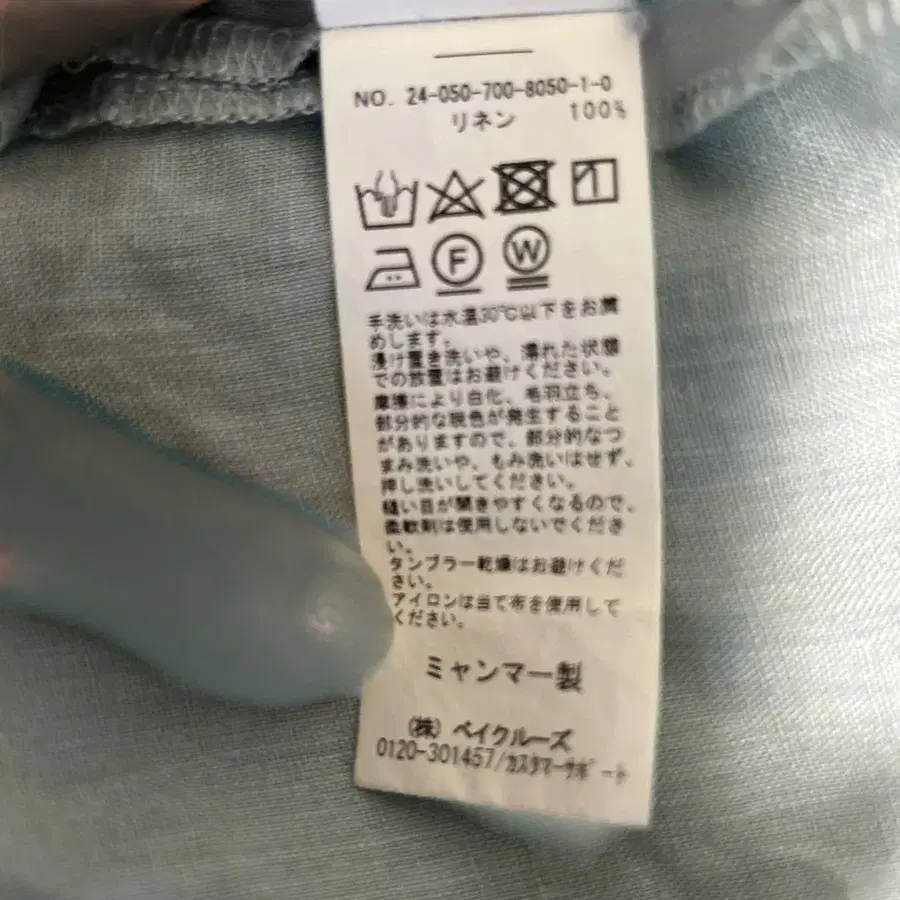 NO. 24-050-700-8050-1-0
リネン 100%
F W
手洗いは水温30℃以下をお薦
めします。
浸け置き洗いや、濡れた状態
での放置はお避けください。
摩擦により白化、毛羽立ち、
部分的な脱色が発生すること
がありますので、部分的なつ
まみ洗いや、もみ洗いはせず、
押し洗いしてください。
縫い目が開きやすくなるので、
柔軟剤は使用しないでくださ
い。
タンブラー乾燥はお避けくだ
さい。
アイロンは当て布を使用して
ください。
ミャンマー製
(株) ベイクルーズ
0120-301457/カスタマーサポート